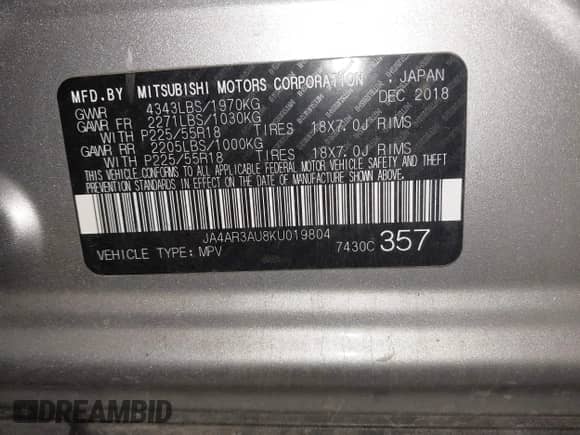 MFD.BY MITSUBISHI MOTORS CORPORATION , JAPAN
GVWR 4343LBS/1970KG DEC 2018
GAWR FR 2271LBS/1030KG
WITH P225/55R18 TIRES 18X7.0J RIMS
GAWR RR 2205LBS/1000KG
WITH P225/55R18 TIRES 18X7.0J RIMS
THIS VEHICLE CONFORMS TO ALL APPLICABLE FEDERAL MOTOR VEHICLE SAFETY AND THEFT
PREVENTION STANDARDS IN EFFECT ON THE DATE OF MANUFACTURE SHOWN ABOVE.
JA4AR3AU8KU019804
VEHICLE TYPE: MPV 7430C 357
DREAMBID